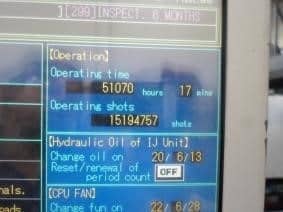 ][299][INSPEC. 6 MONTHS
[Operation]
Operating time
51070 hours 17 mins
Operating shots
15194757 shots
[Hydraulic Oil of IJ Unit]
Change oil on 20/ 6/13
Reset/renewal of
period count OFF
[CPU FAN]
Change fun on 22/ 6/28
nals.